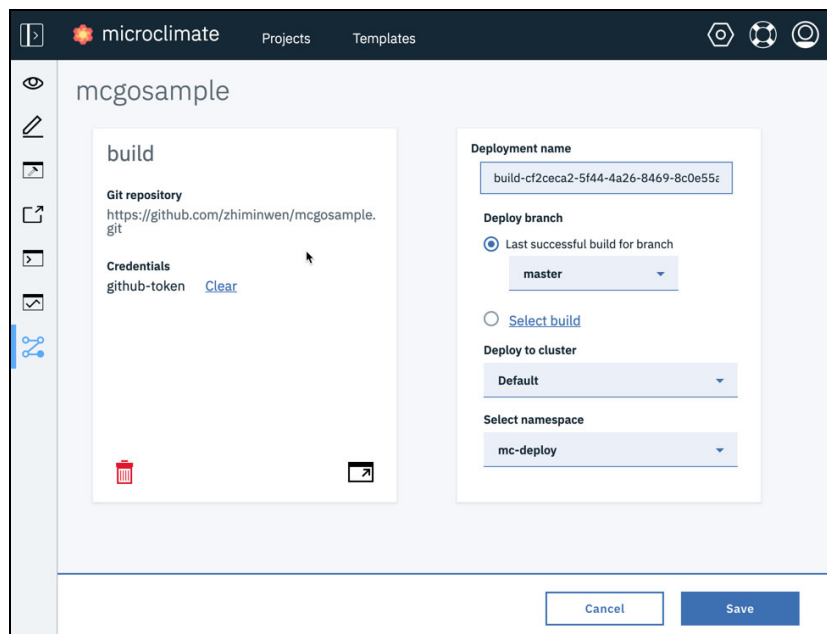 microclimate
Projects
Templates
mcgosample
build
Git repository
https://github.com/zhiminwen/mcgosample.
git
Credentials
github-token Clear
Deployment name
build-cf2ceca2-5f44-4a26-8469-8c0e55a
Deploy branch
Last successful build for branch
master
Select build
Deploy to cluster
Default
Select namespace
mc-deploy
Cancel
Save